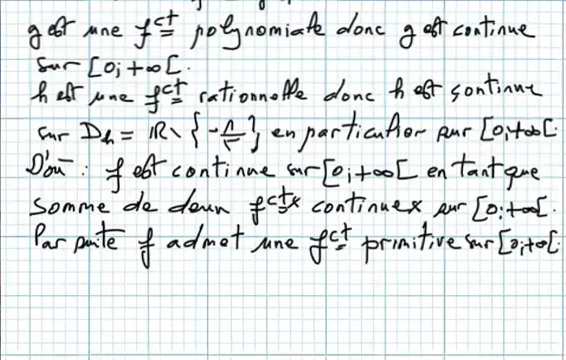 g est une fct polynomiale donc g est continue
sur [0;+∞[.
h est une fct rationnelle donc h est continue
sur Dh = ℝ\{-1/ } en particulier sur [0;+∞[.
D'où : f est continue sur [0;+∞[ en tant que
somme de deux fcts continues sur [0;+∞[.
Par suite f admet une fct primitive sur [0;+∞[.